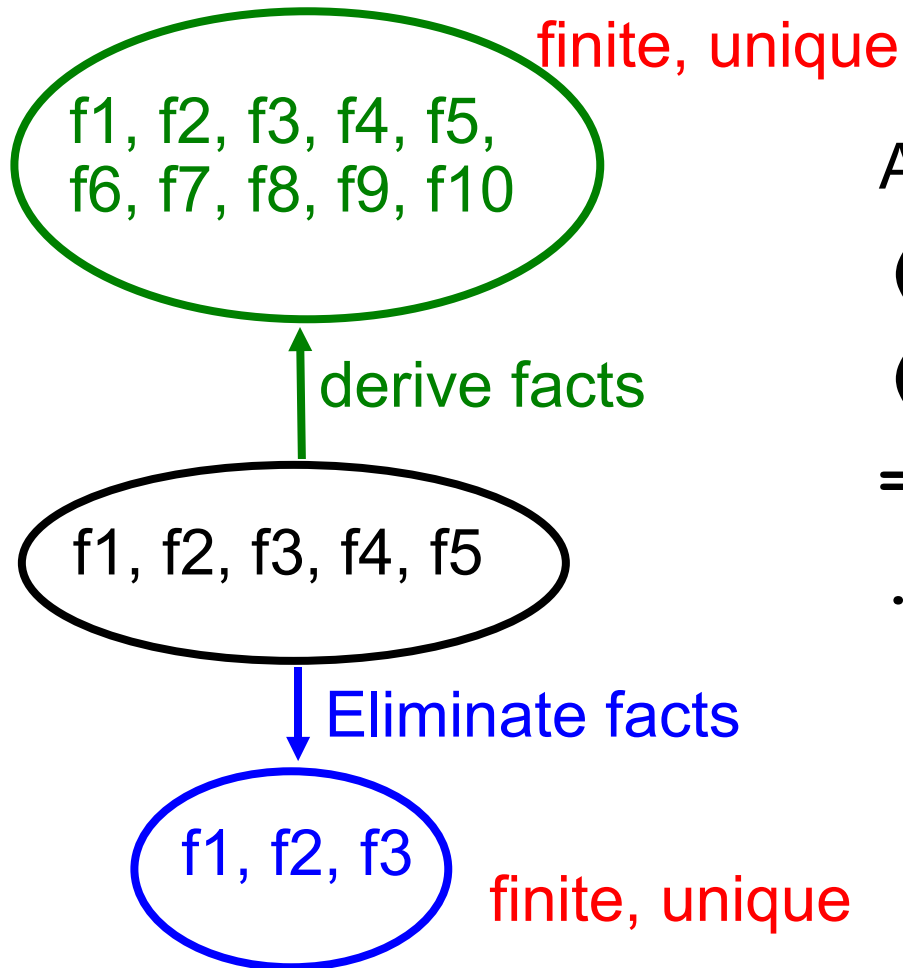 finite, unique
f1, f2, f3, f4, f5,
f6, f7, f8, f9, f10
A
(
(
derive facts
=
f1, f2, f3, f4, f5
.
Eliminate facts
f1, f2, f3
finite, unique